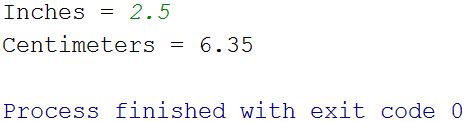 Inches = 2.5
Centimeters = 6.35
Process finished with exit code 0